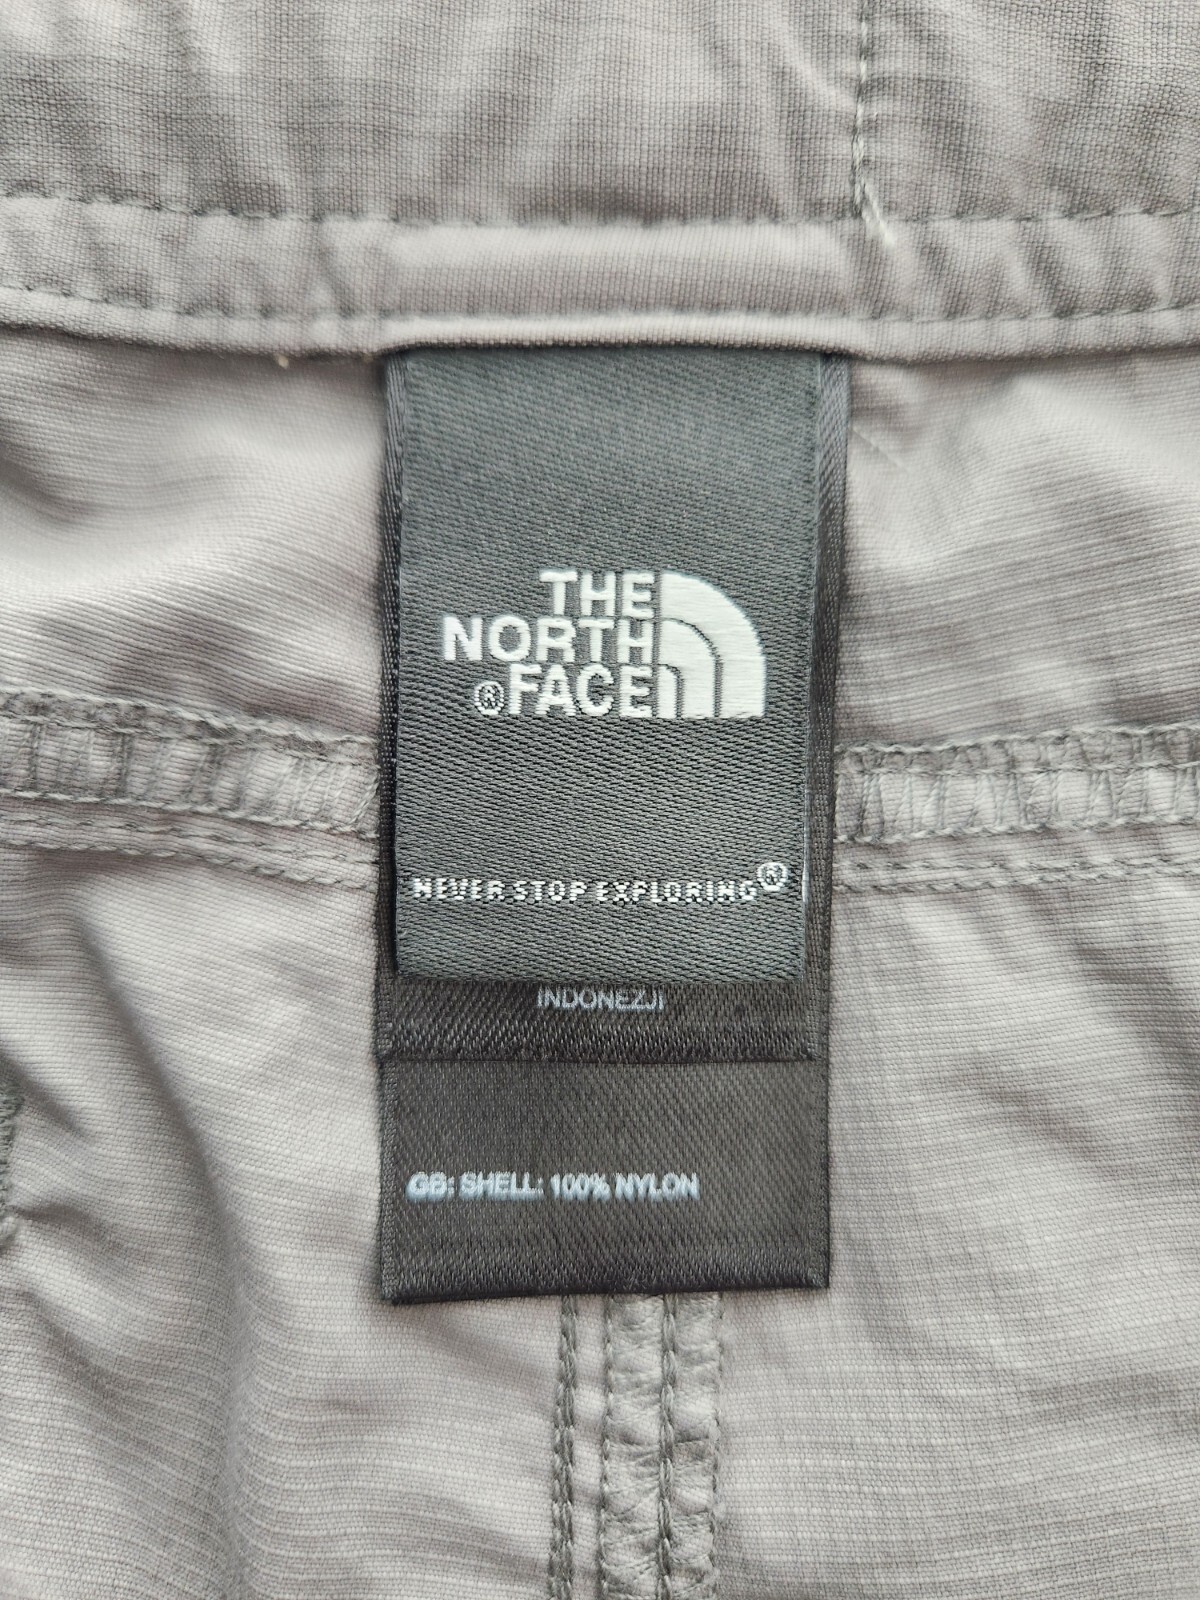 THE
NORTH
®FACE
NEVER STOP EXPLORING®
INDONEZJI
GB: SHELL: 100% NYLON